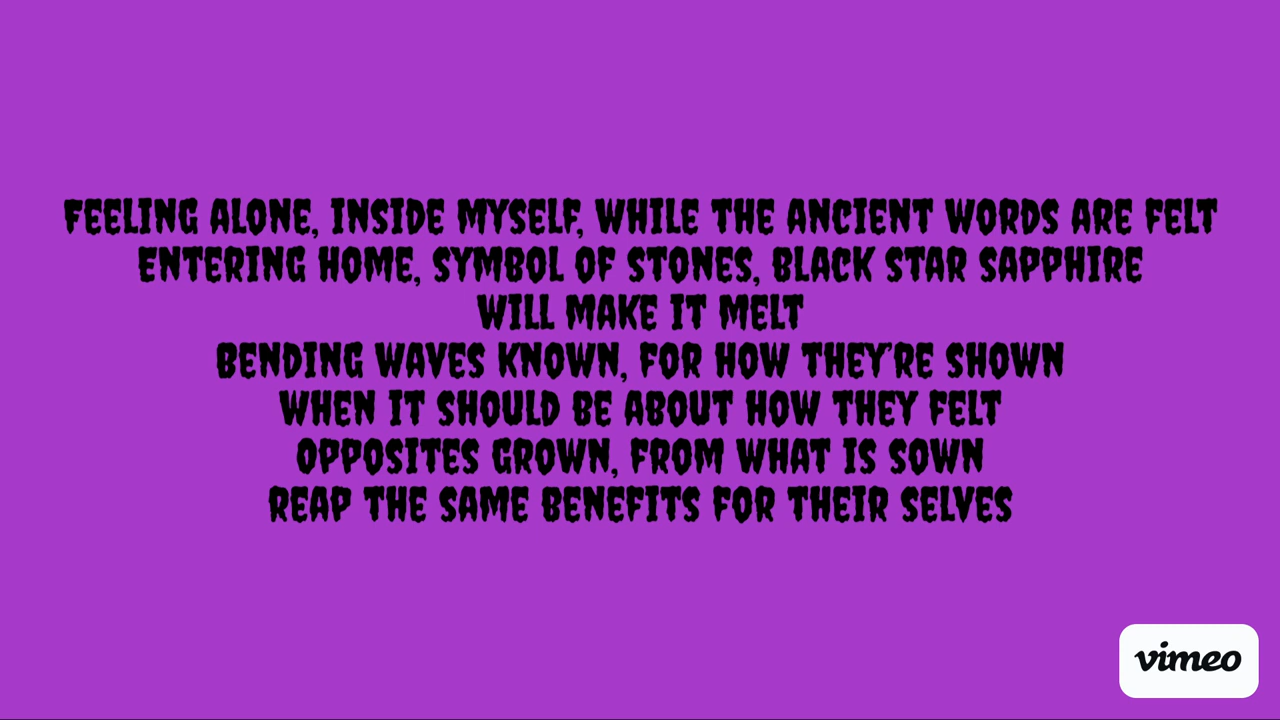 FEELING ALONE, INSIDE MYSELF, WHILE THE ANCIENT WORDS ARE FELT
ENTERING HOME, SYMBOL OF STONES, BLACK STAR SAPPHIRE
WILL MAKE IT MELT
BENDING WAVES KNOWN, FOR HOW THEY'RE SHOWN
WHEN IT SHOULD BE ABOUT HOW THEY FELT
OPPOSITES GROWN, FROM WHAT IS SOWN
REAP THE SAME BENEFITS FOR THEIR SELVES
vimeo